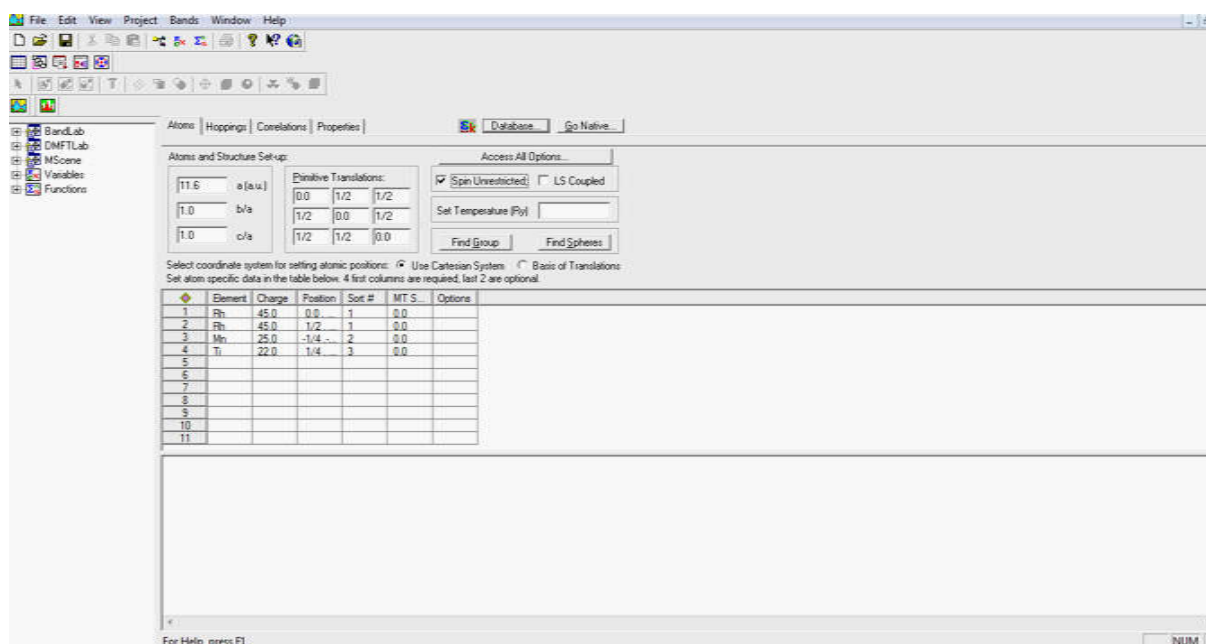 File Edit View Project Bands Window Help
BandLab
DMFTLab
MScene
Variables
Functions
Atoms Hoppings Correlations Properties Database... Go Native...
Atoms and Structure Set-up:
Access All Options...
11.6 a(a.u.)
1.0 b/a
1.0 c/a
Primitive Translations:
0.0 1/2 1/2
1/2 0.0 1/2
1/2 1/2 0.0
Spin Unrestricted; LS Coupled
Set Temperature (Ry)
Find Group Find Spheres
Select coordinate system for setting atomic positions: Use Cartesian System Basis of Translations
Set atom specific data in the table below. 4 first columns are required, last 2 are optional.
Element Charge Position Sort # MT S... Options
1 Rh 45.0 0.0... 1 0.0
2 Rh 45.0 1/2... 1 0.0
3 Mn 25.0 -1/4 -... 2 0.0
4 Ti 22.0 1/4... 3 0.0
5
6
7
8
9
10
11
For Help, press F1
NUM